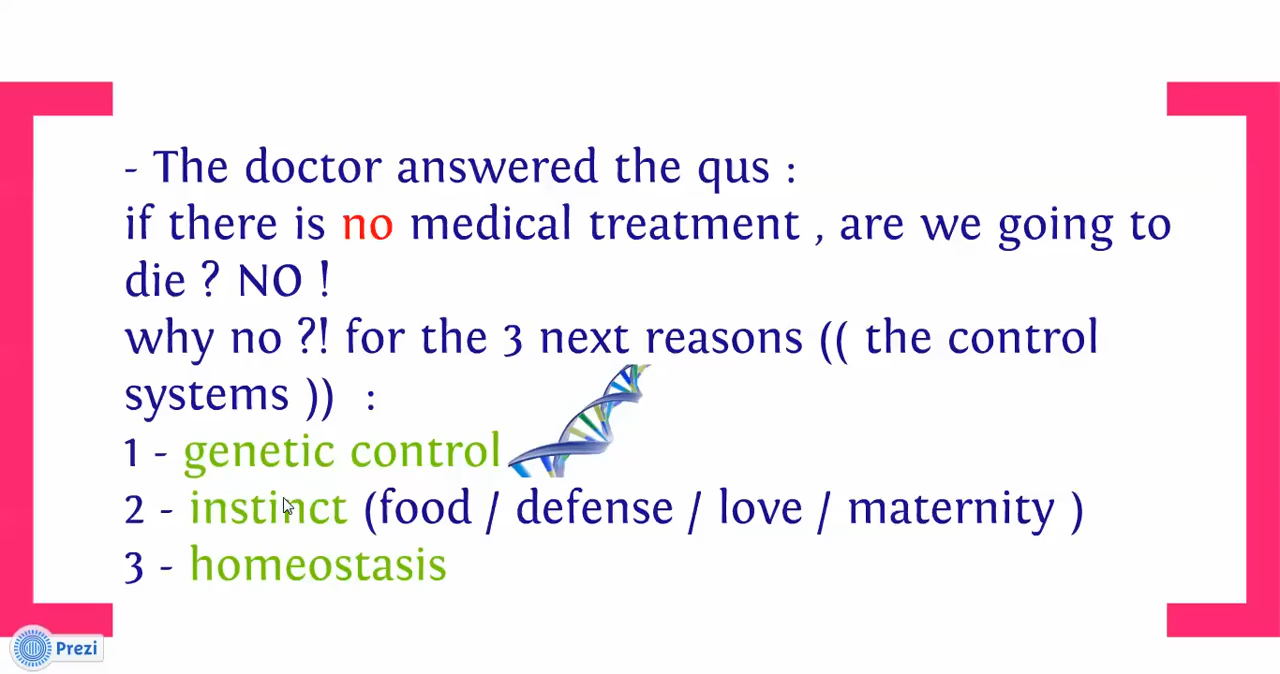 - The doctor answered the qus :
if there is no medical treatment , are we going to
die ? NO !
why no ?! for the 3 next reasons (( the control
systems )) :
1 - genetic control
2 - instinct (food / defense / love / maternity )
3 - homeostasis
Prezi